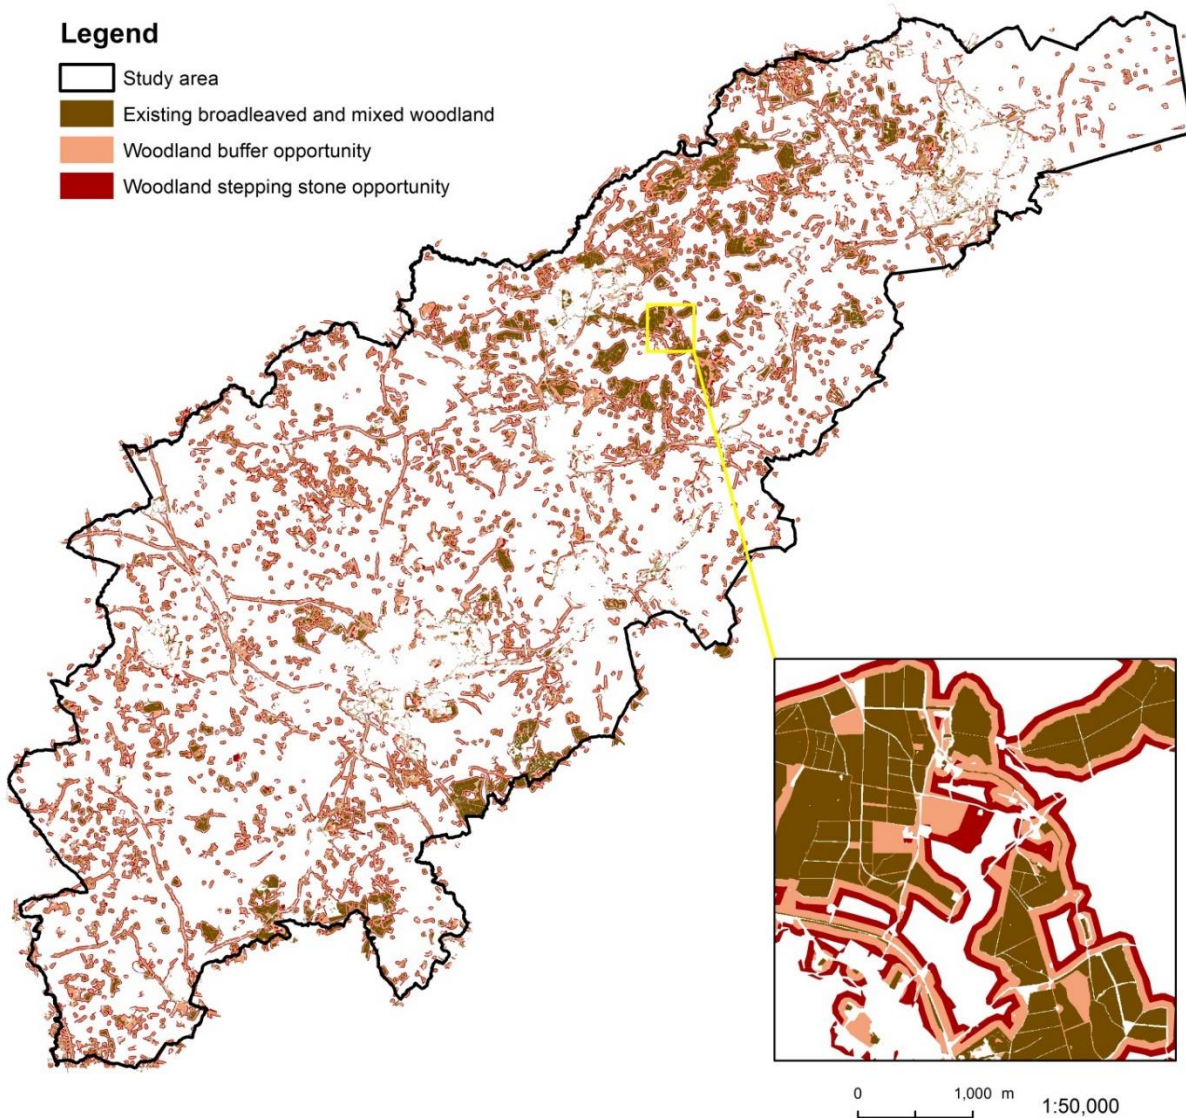 Legend
Study area
Existing broadleaved and mixed woodland
Woodland buffer opportunity
Woodland stepping stone opportunity
0 1,000 m
1:50,000